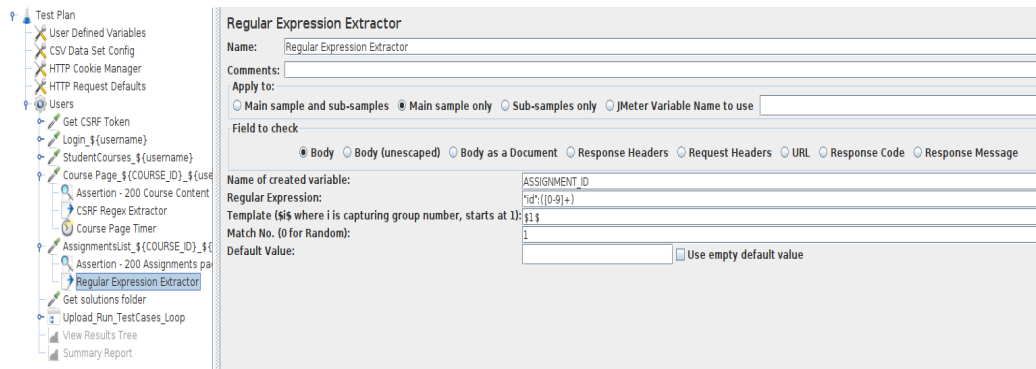 Test Plan
User Defined Variables
CSV Data Set Config
HTTP Cookie Manager
HTTP Request Defaults
Users
Get CSRF Token
Login_${username}
StudentCourses_${username}
Course Page_${COURSE_ID}_${use
Assertion - 200 Course Content
CSRF Regex Extractor
Course Page Timer
AssignmentsList_${COURSE_ID}_${
Assertion - 200 Assignments pa
Regular Expression Extractor
Get solutions folder
Upload_Run_TestCases_Loop
View Results Tree
Summary Report
Regular Expression Extractor
Name: Regular Expression Extractor
Comments:
Apply to:
Main sample and sub-samples Main sample only Sub-samples only JMeter Variable Name to use
Field to check
Body Body (unescaped) Body as a Document Response Headers Request Headers URL Response Code Response Message
Name of created variable: ASSIGNMENT_ID
Regular Expression: "id":([0-9]+)
Template ($i$ where i is capturing group number, starts at 1): $1$
Match No. (0 for Random): 1
Default Value: Use empty default value